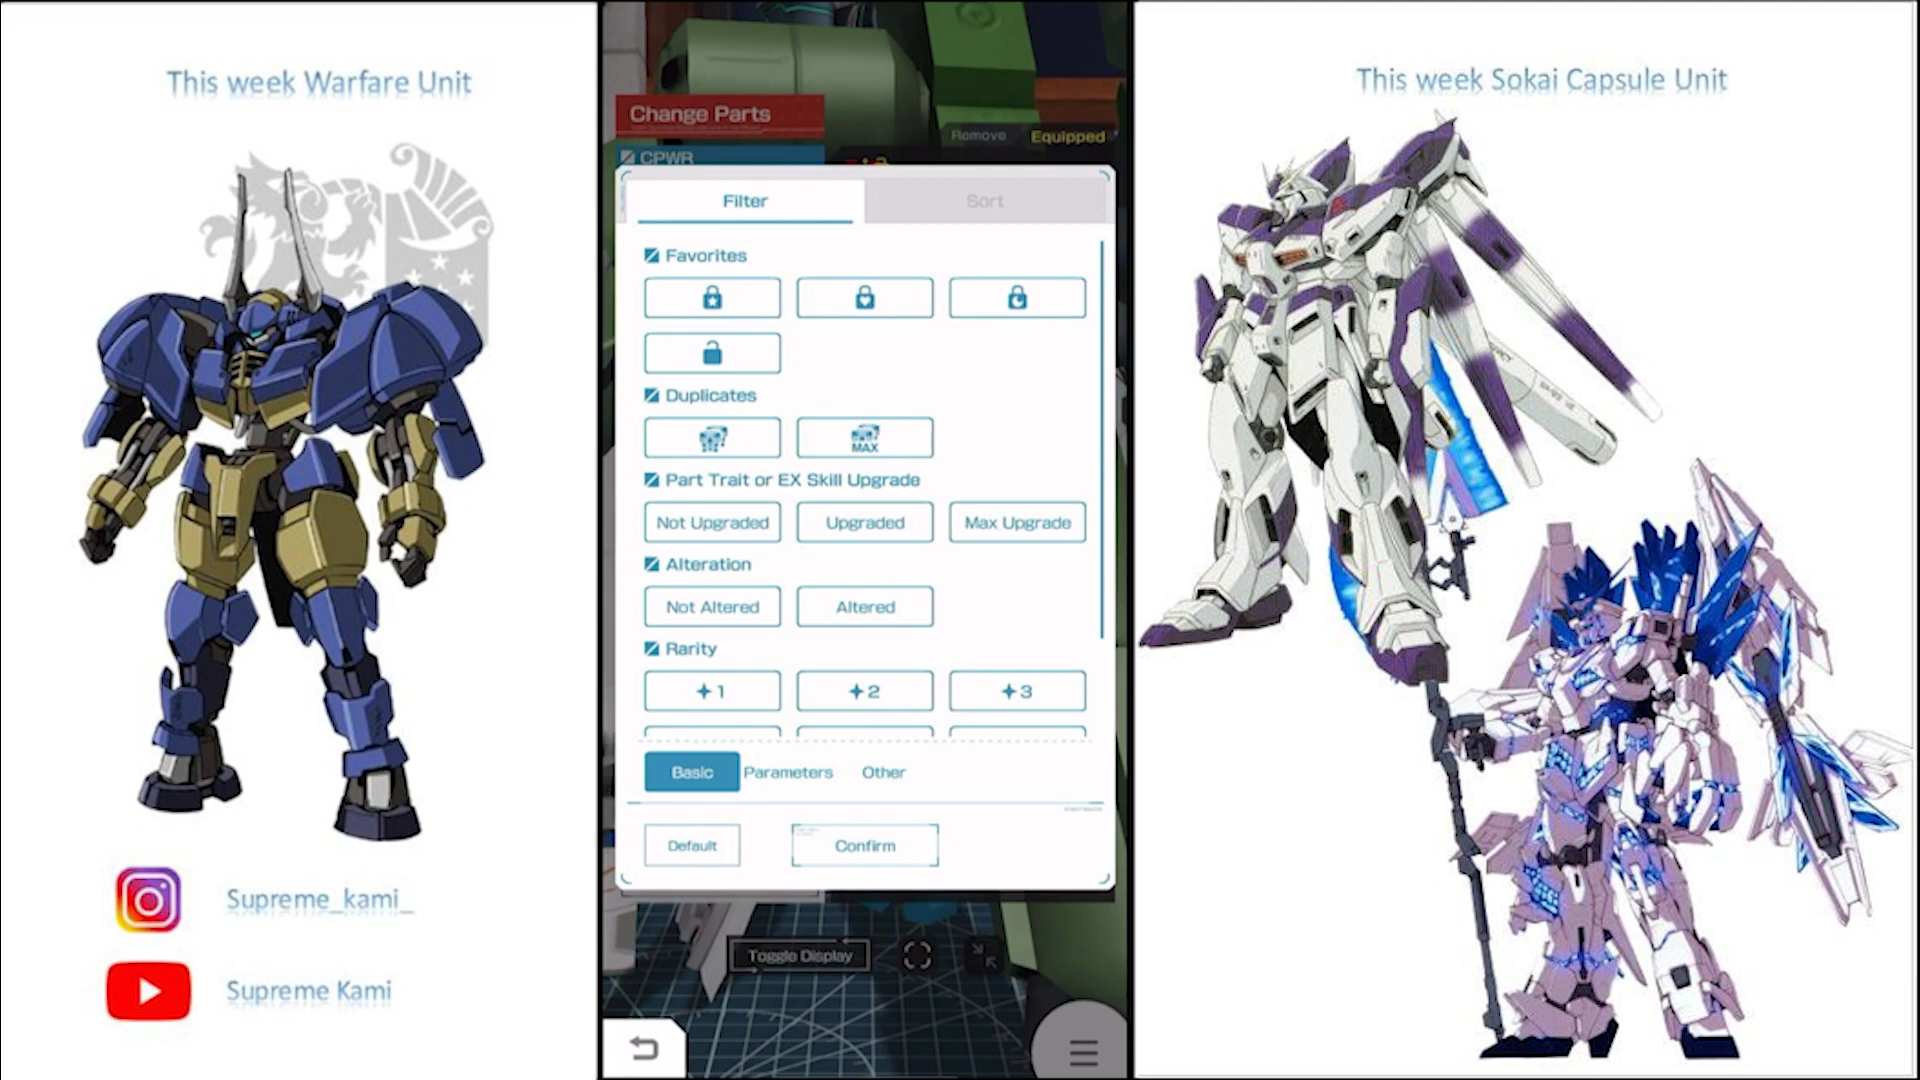 This week Warfare Unit
Supreme_kami_
Supreme Kami
Change Parts
Remove
Equipped
CPWR
Filter
Sort
Favorites
Duplicates
MAX
Part Trait or EX Skill Upgrade
Not Upgraded
Upgraded
Max Upgrade
Alteration
Not Altered
Altered
Rarity
1
2
3
Basic
Parameters
Other
Default
Confirm
Toggle Display
This week Sokai Capsule Unit